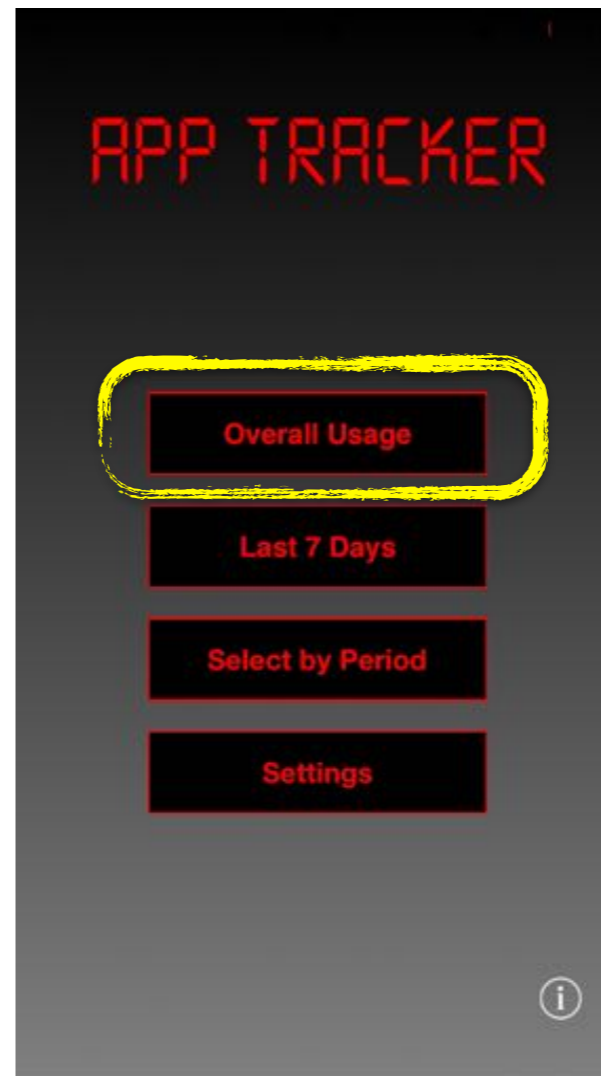 APP TRACKER
Overall Usage
Last 7 Days
Select by Period
Settings
i